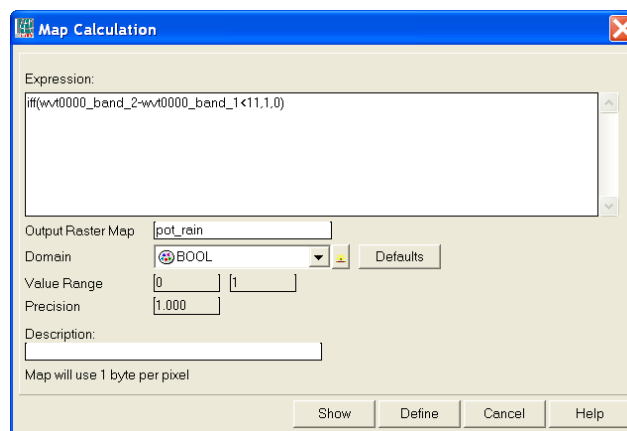 Map Calculation
Expression:
iff(wvt0000_band_2-wvt0000_band_1<11,1,0)
Output Raster Map pot_rain
Domain BOOL Defaults
Value Range 0 1
Precision 1.000
Description:
Map will use 1 byte per pixel
Show Define Cancel Help